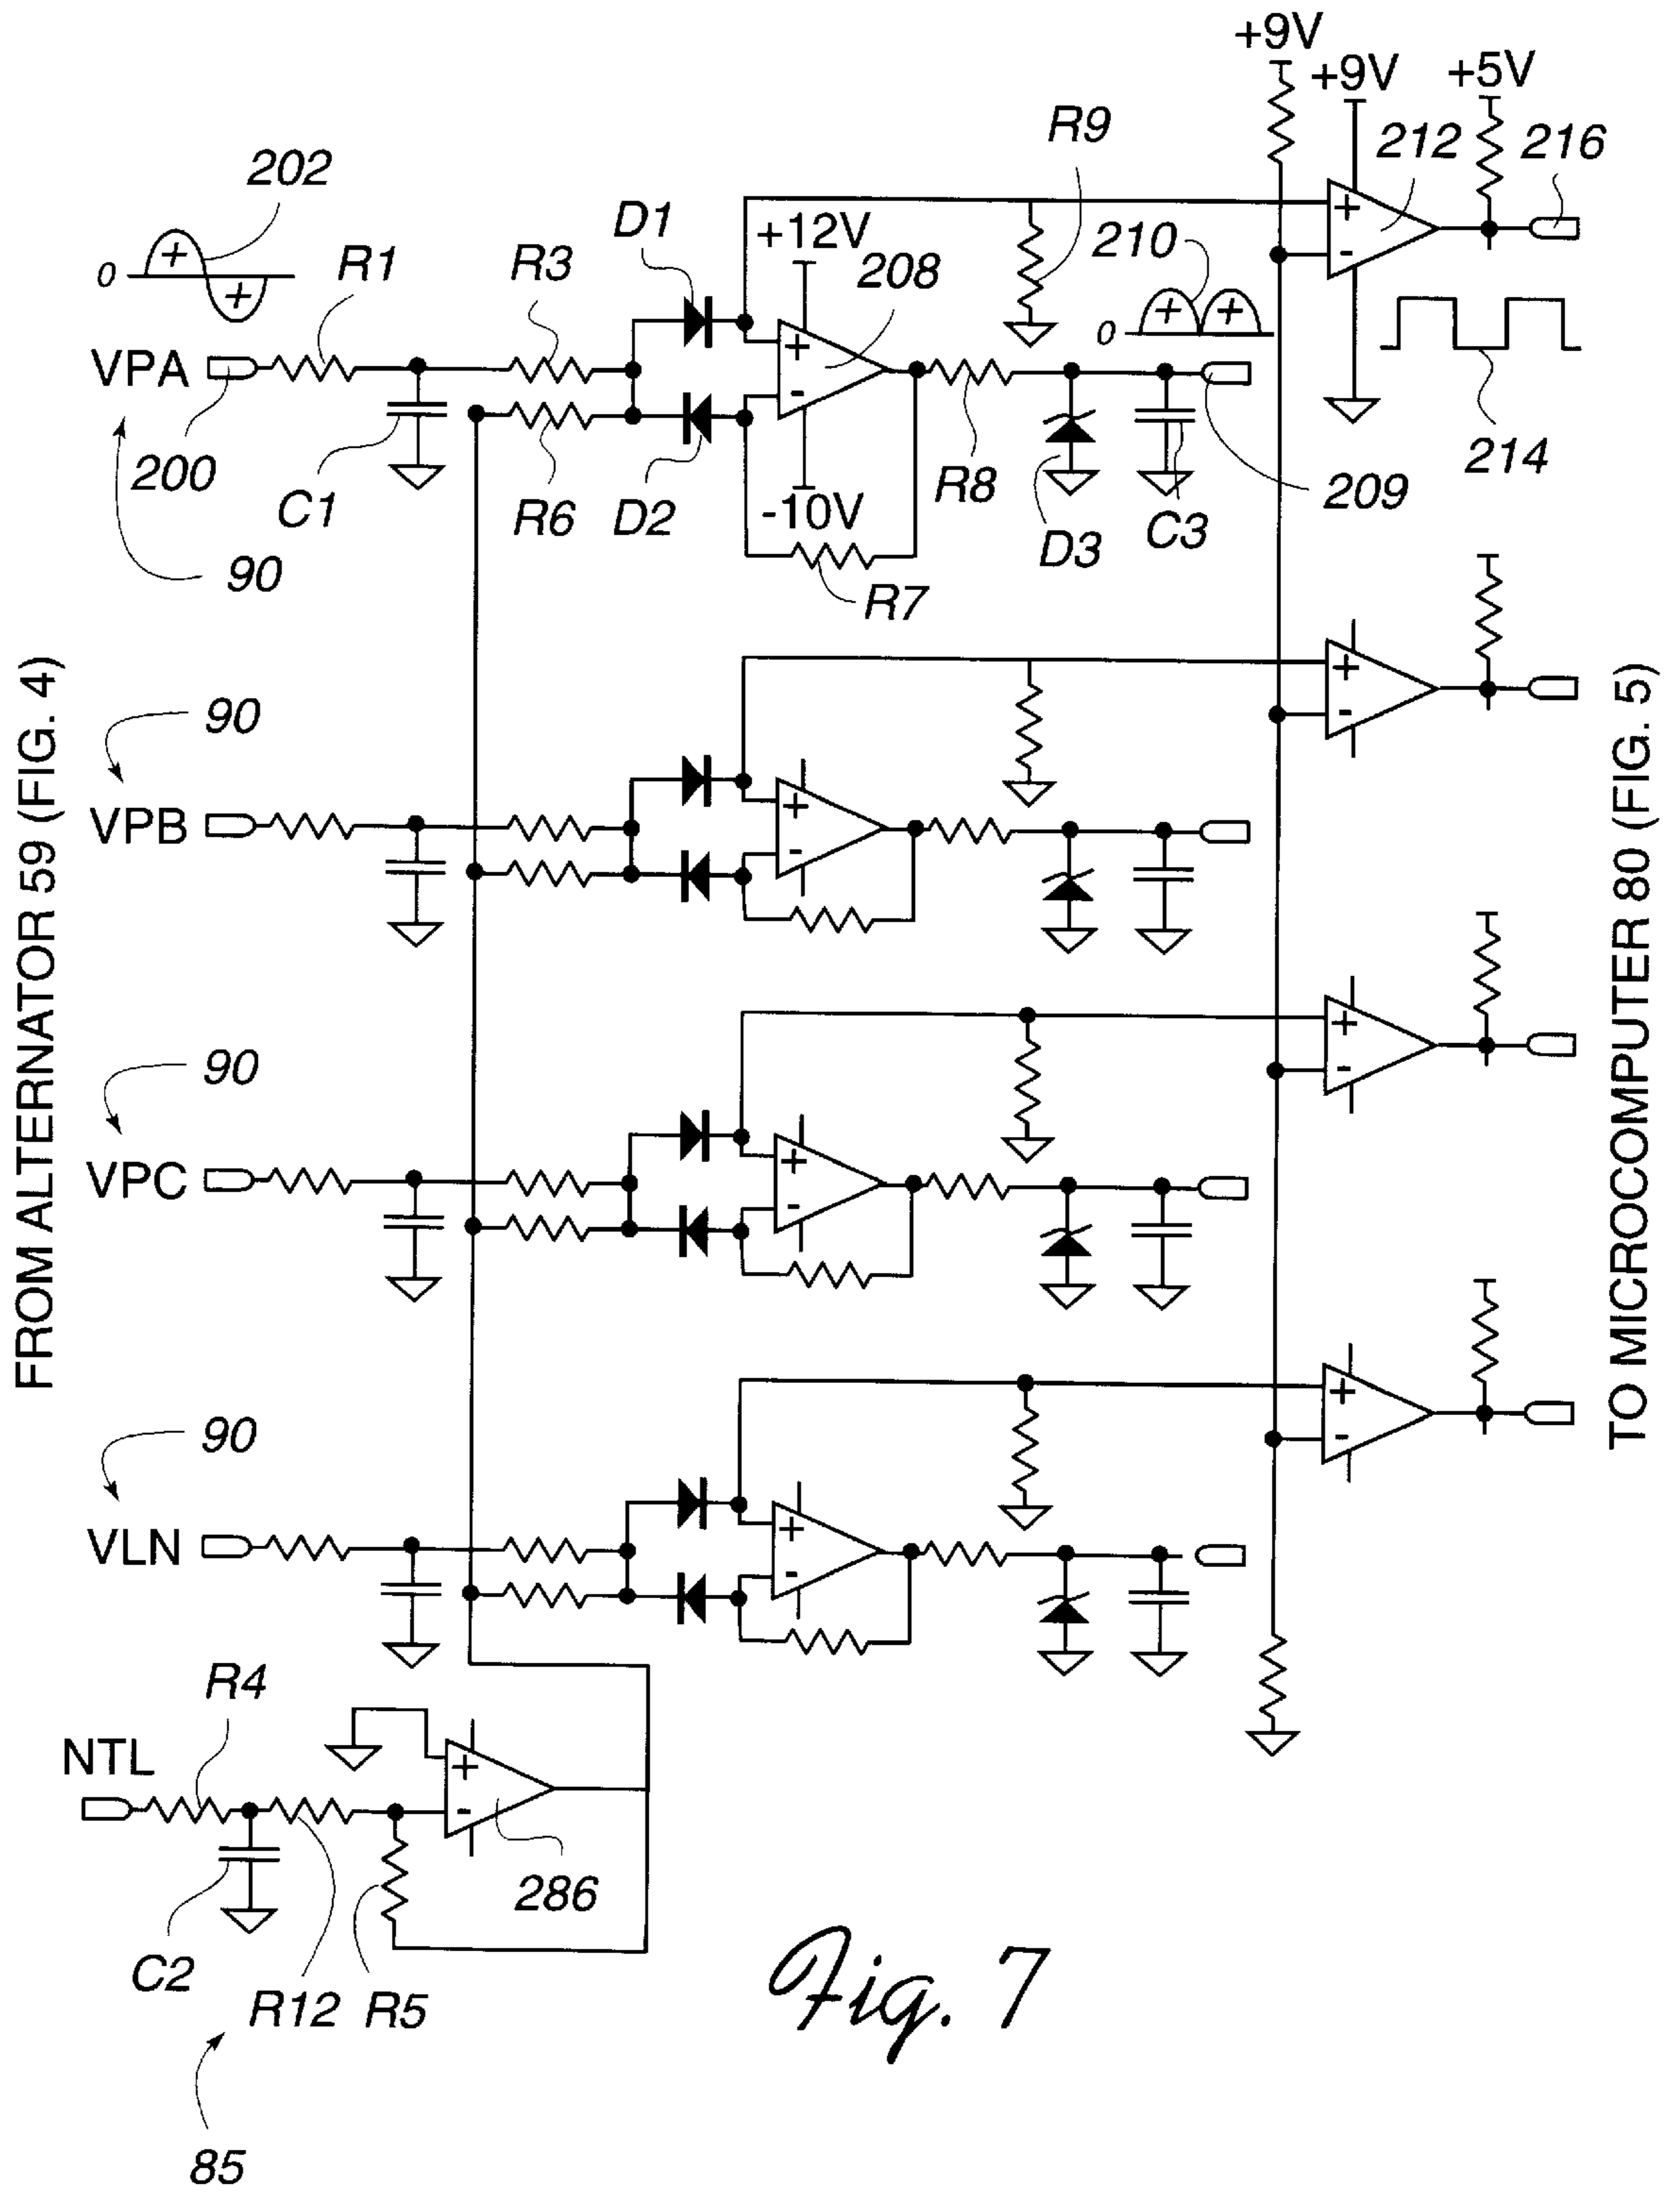 +9V
+9V
+5V
R9
212
216
202
D1
+12V
210
0
+
+
R1
R3
208
+
-
0
+
+
VPA
+
-
214
200
C1
R6
D2
-10V
R8
D3
C3
209
90
R7
FROM ALTERNATOR 59 (FIG. 4)
TO MICROCOMPUTER 80 (FIG. 5)
90
+
-
VPB
+
-
90
+
-
VPC
+
-
90
+
-
VLN
+
-
R4
NTL
+
-
286
C2
R12
R5
Fig. 7
85